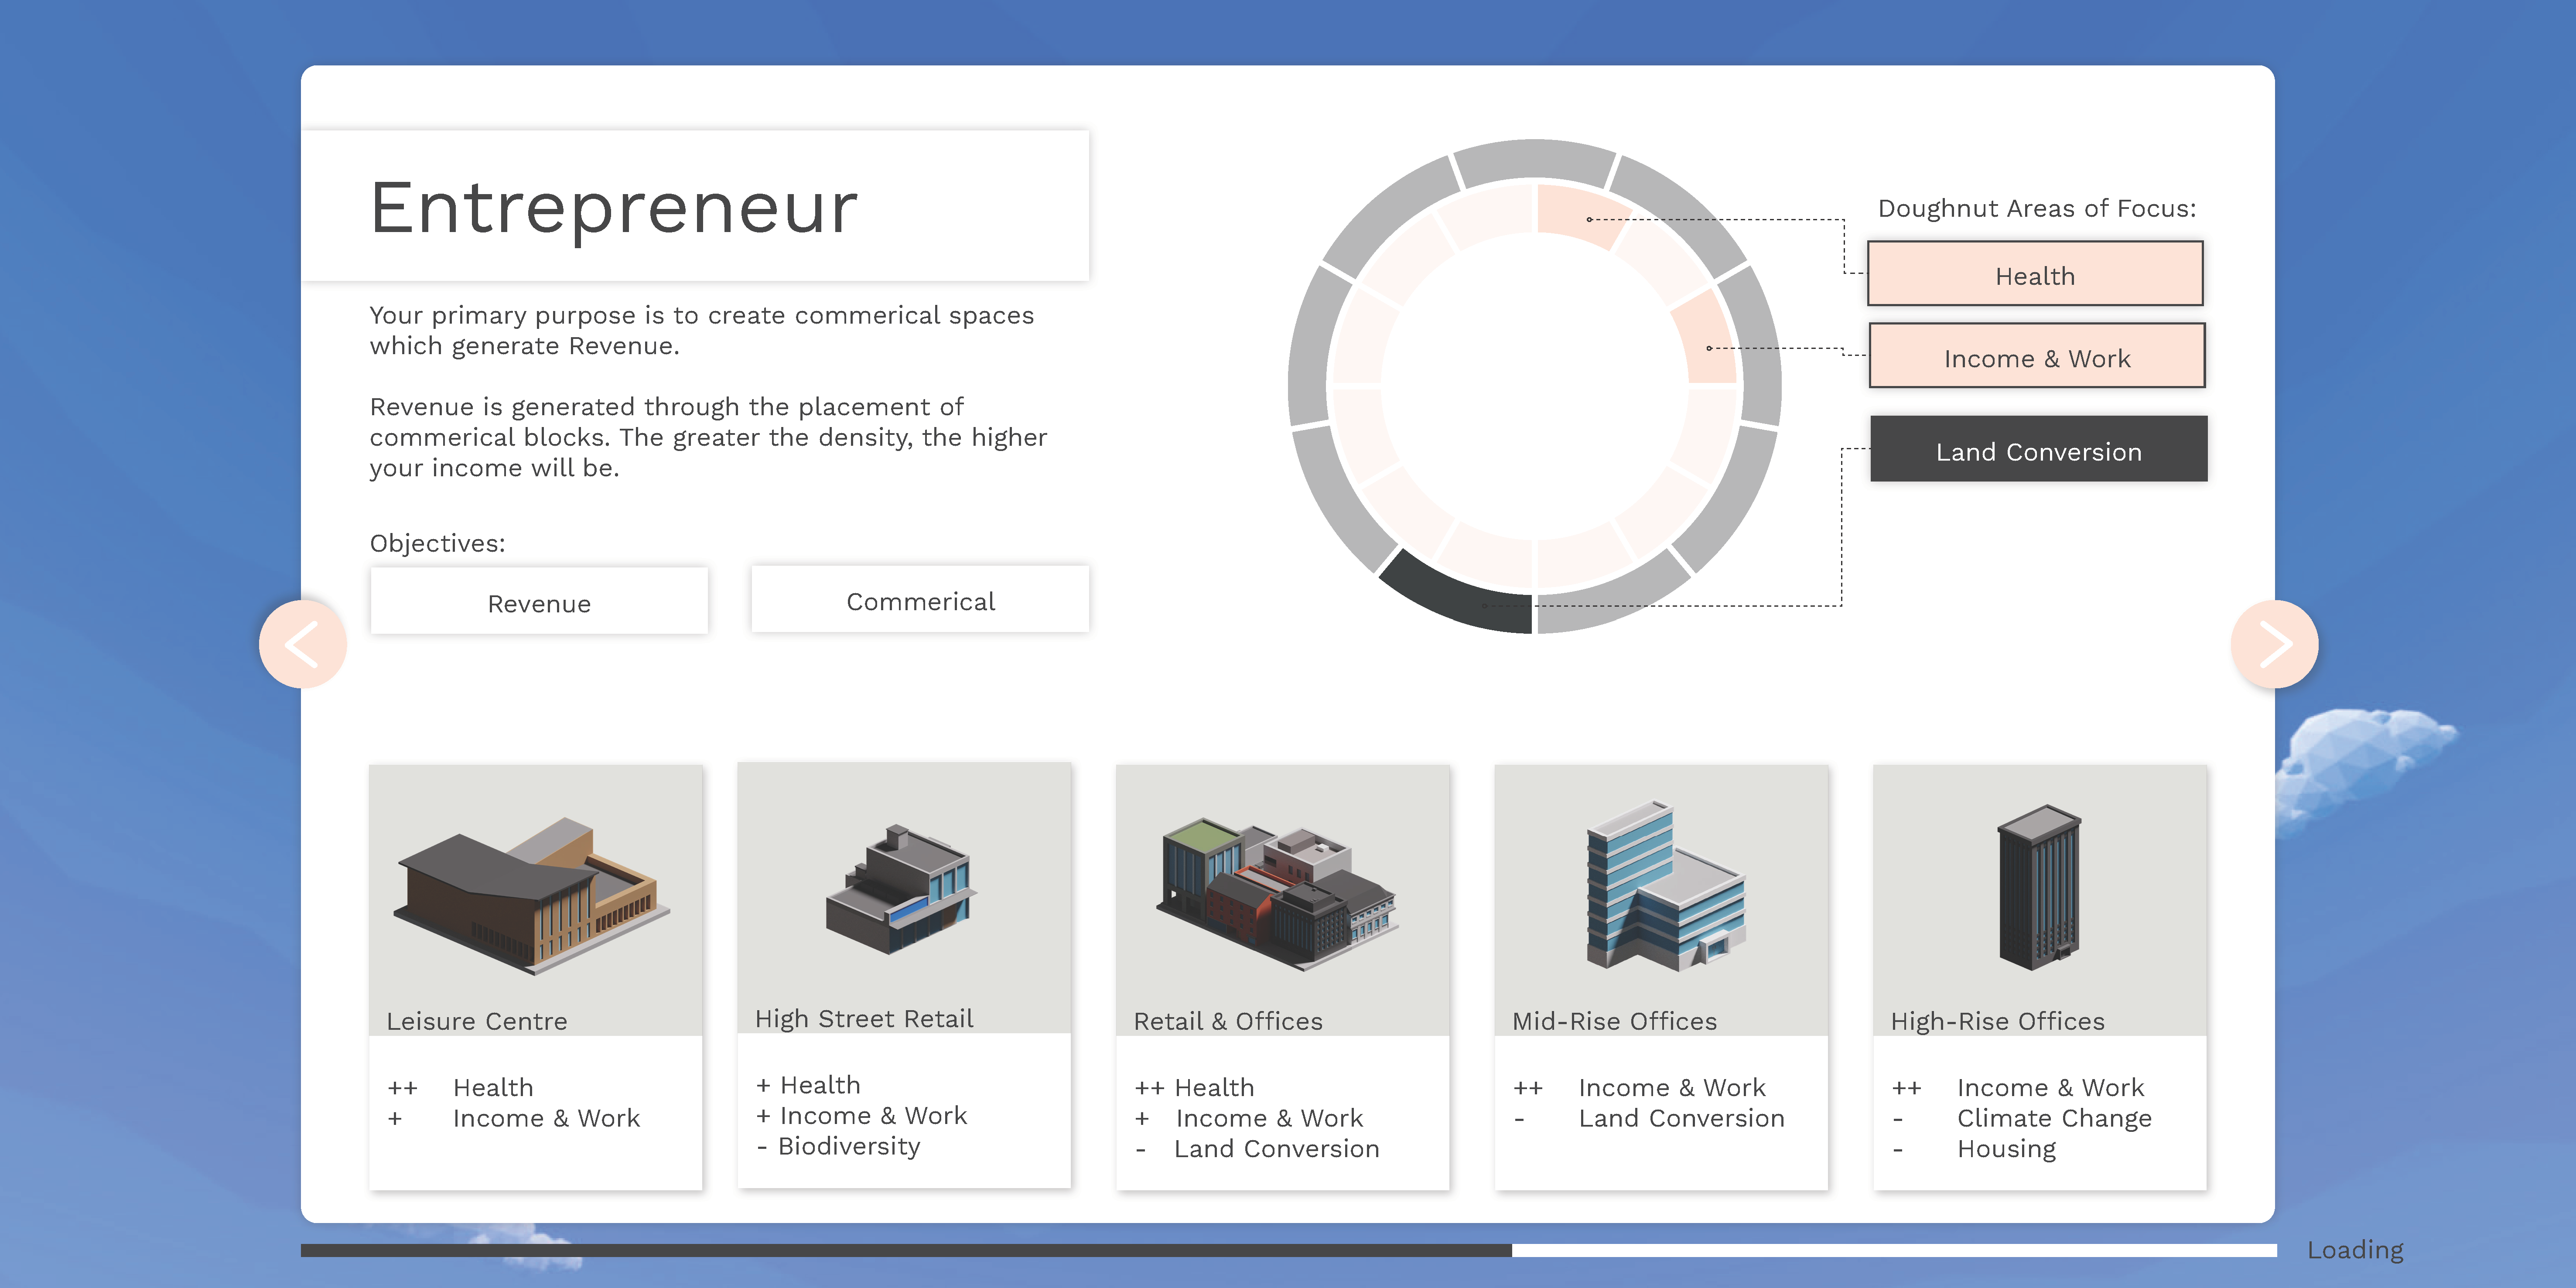 Entrepreneur
Your primary purpose is to create commerical spaces
which generate Revenue.
Revenue is generated through the placement of
commerical blocks. The greater the density, the higher
your income will be.
Objectives:
Revenue
Commerical
Doughnut Areas of Focus:
Health
Income & Work
Land Conversion
Leisure Centre
++ Health
+ Income & Work
High Street Retail
+ Health
+ Income & Work
- Biodiversity
Retail & Offices
++ Health
+ Income & Work
- Land Conversion
Mid-Rise Offices
++ Income & Work
- Land Conversion
High-Rise Offices
++ Income & Work
- Climate Change
- Housing
Loading